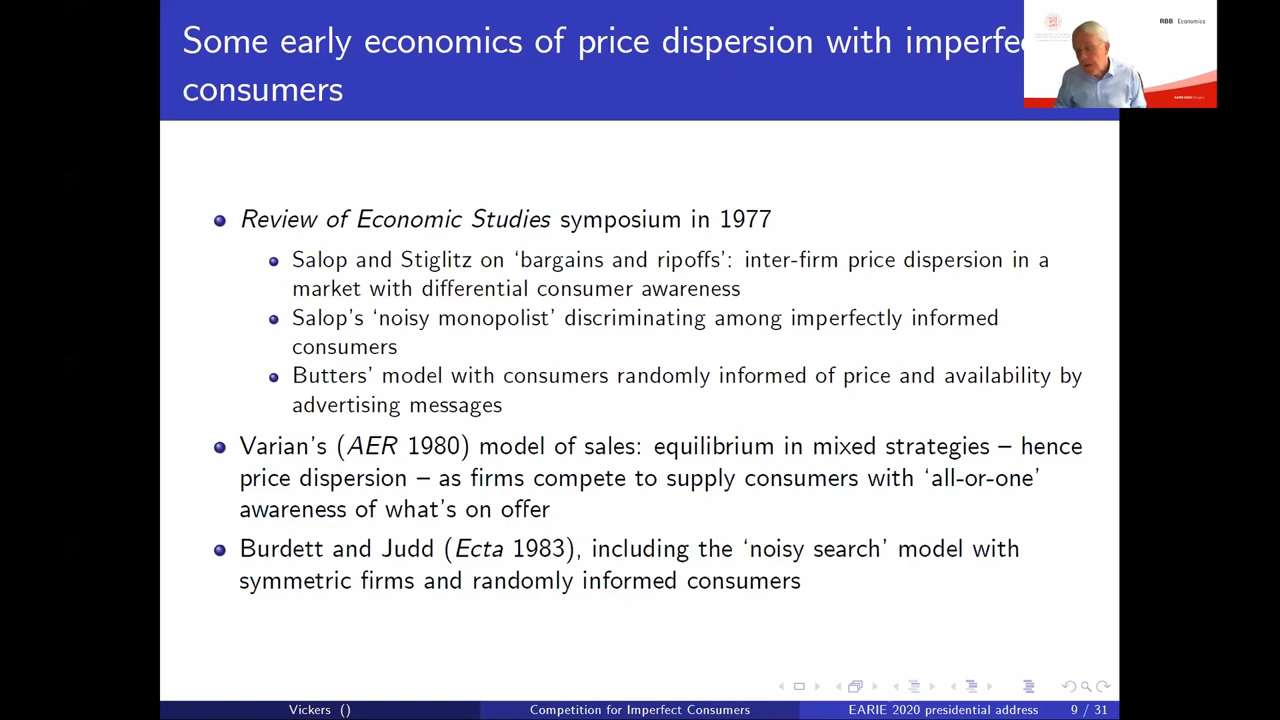 Some early economics of price dispersion with imperfe
consumers
RBB Economics
Review of Economic Studies symposium in 1977
Salop and Stiglitz on ‘bargains and ripoffs’: inter-firm price dispersion in a
market with differential consumer awareness
Salop's ‘noisy monopolist’ discriminating among imperfectly informed
consumers
Butters' model with consumers randomly informed of price and availability by
advertising messages
Varian's (AER 1980) model of sales: equilibrium in mixed strategies – hence
price dispersion – as firms compete to supply consumers with ‘all-or-one’
awareness of what's on offer
Burdett and Judd (Ecta 1983), including the ‘noisy search’ model with
symmetric firms and randomly informed consumers
Vickers () Competition for Imperfect Consumers EARIE 2020 presidential address 9 / 31